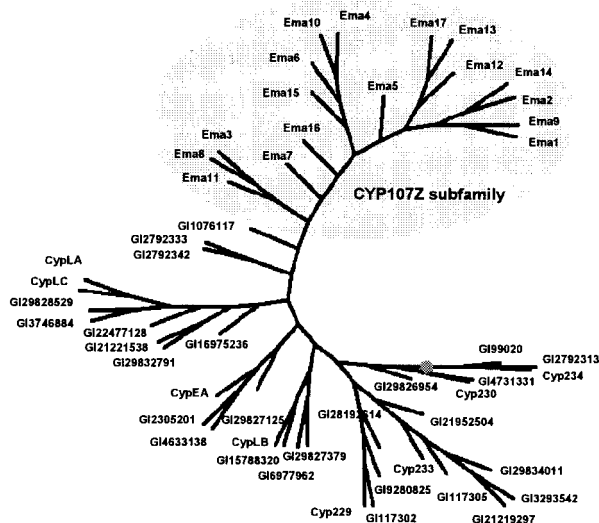 Ema10
Ema4
Ema17
Ema13
Ema6
Ema12
Ema14
Ema5
Ema15
Ema2
Ema9
Ema3
Ema16
Ema1
Ema8
Ema7
Ema11
CYP107Z subfamily
GI1076117
GI2792333
GI2792342
CypLA
CypLC
GI29828529
GI3746884
GI22477128
GI21221538
GI16975236
GI29832791
GI99020
GI2792313
Cyp234
GI4731331
GI29826954
Cyp230
CypEA
GI2305201
GI29827125
GI28192614
GI21952504
GI4633138
CypLB
GI15788320
GI29827379
GI6977962
Cyp233
GI29834011
GI9280825
GI117305
GI3293542
Cyp229
GI117302
GI21219297